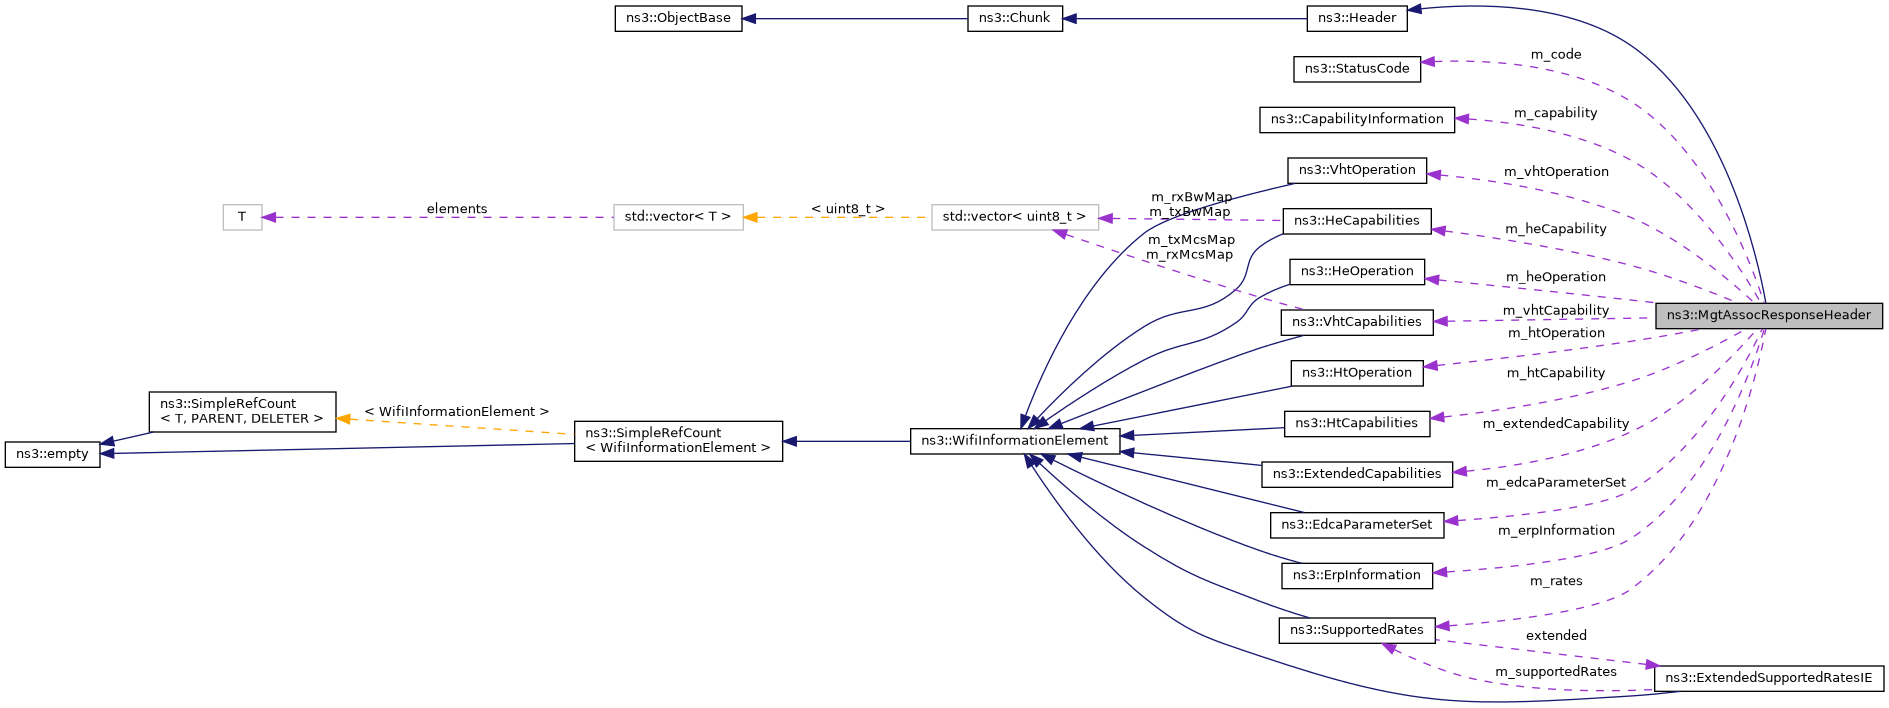 ns3::ObjectBase
ns3::Chunk
ns3::Header
m_code
ns3::StatusCode
m_capability
ns3::CapabilityInformation
ns3::VhtOperation
m_vhtOperation
m_rxBwMap
m_txBwMap
T
elements
std::vector< T >
< uint8_t >
std::vector< uint8_t >
ns3::HeCapabilities
m_heCapability
m_txMcsMap
m_rxMcsMap
ns3::HeOperation
m_heOperation
m_vhtCapability
ns3::MgtAssocResponseHeader
ns3::VhtCapabilities
m_htOperation
ns3::HtOperation
m_htCapability
ns3::SimpleRefCount
< T, PARENT, DELETER >
< WifiInformationElement >
ns3::HtCapabilities
m_extendedCapability
ns3::SimpleRefCount
< WifiInformationElement >
ns3::WifiInformationElement
ns3::empty
ns3::ExtendedCapabilities
m_edcaParameterSet
ns3::EdcaParameterSet
m_erpInformation
ns3::ErpInformation
m_rates
ns3::SupportedRates
extended
m_supportedRates
ns3::ExtendedSupportedRatesIE